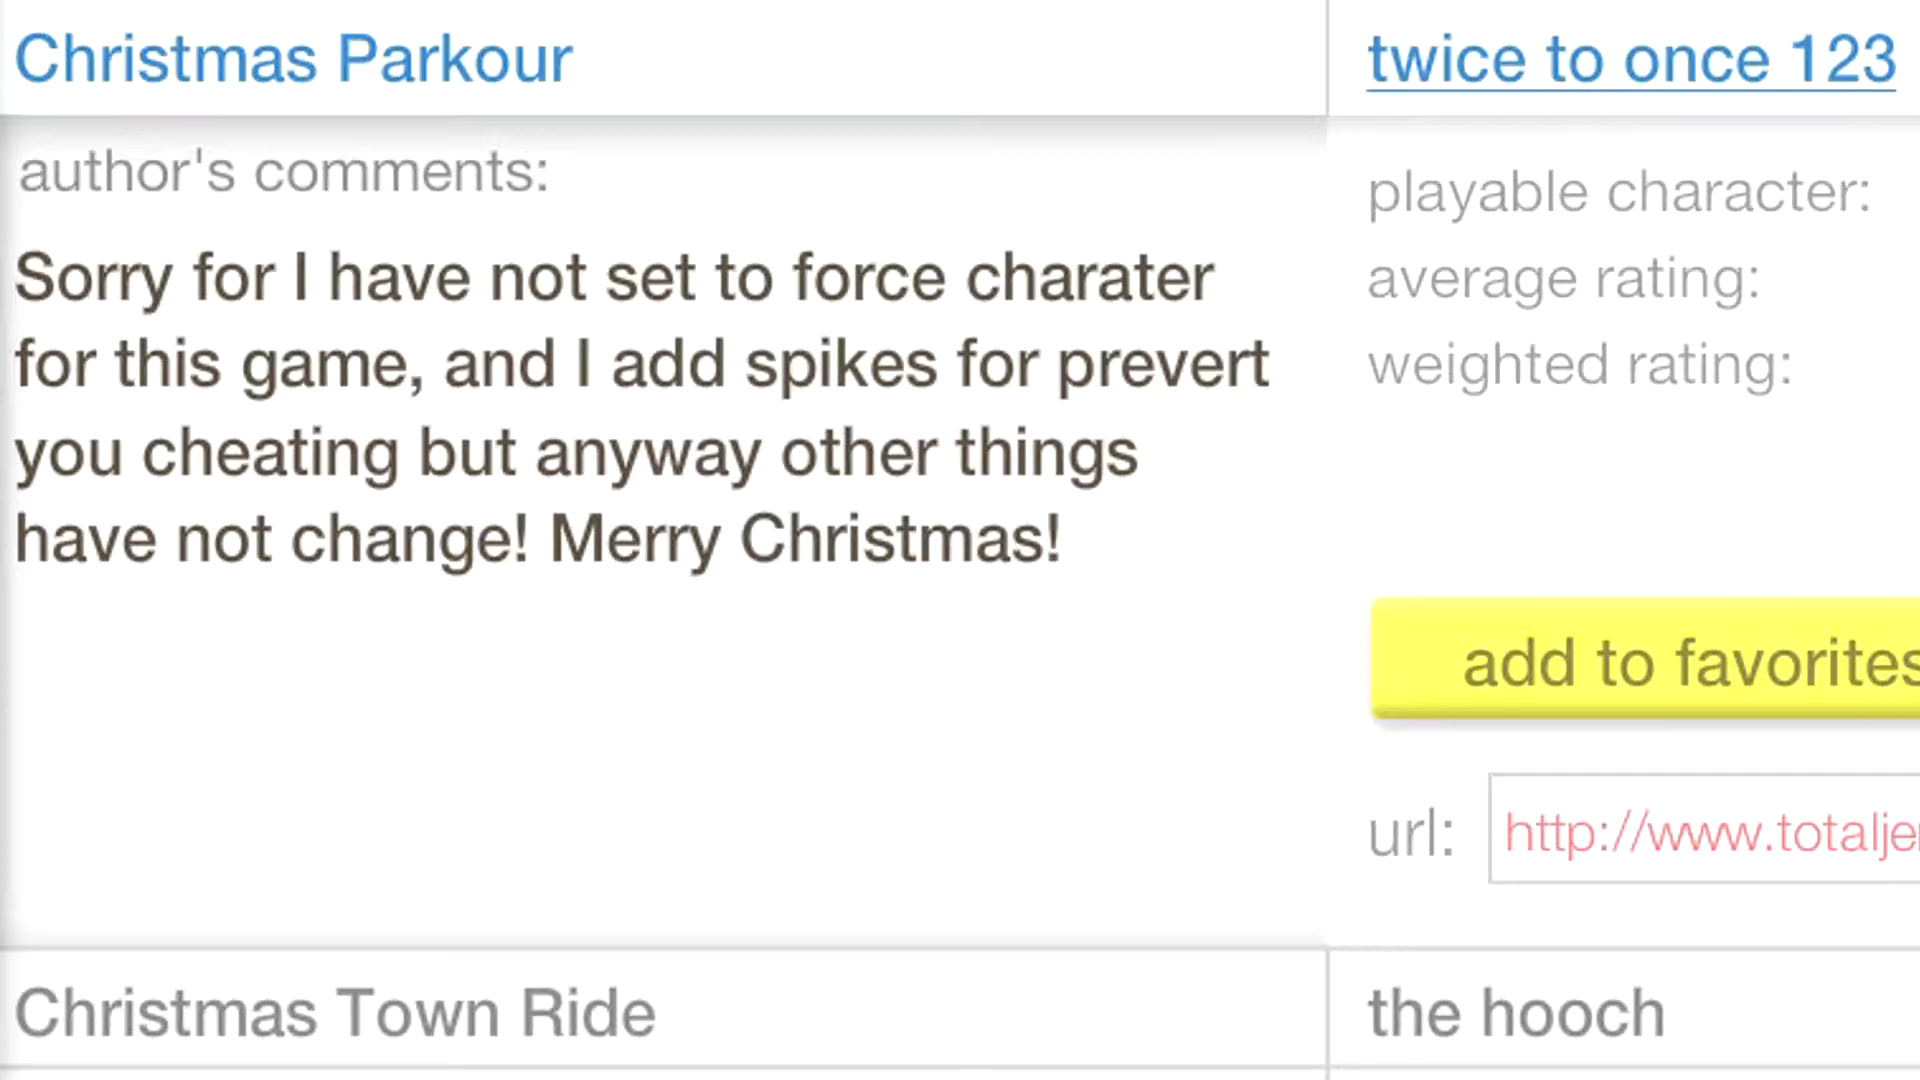 Christmas Parkour
twice to once 123
author's comments:
Sorry for I have not set to force charater
for this game, and I add spikes for prevert
you cheating but anyway other things
have not change! Merry Christmas!
playable character:
average rating:
weighted rating:
add to favorites
url: http://www.totalje
Christmas Town Ride
the hooch